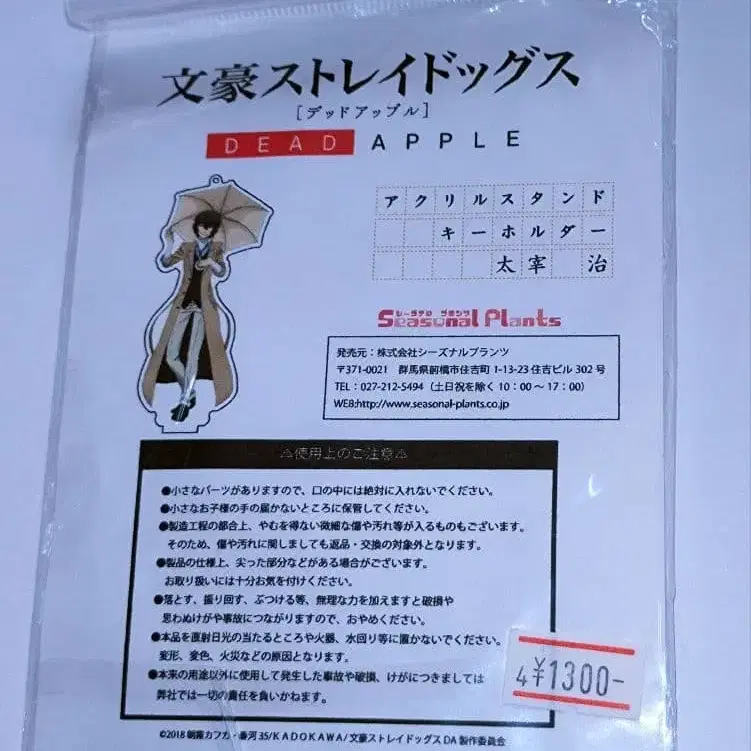 文豪ストレイドッグス
[デッドアップル]
DEAD APPLE
アクリルスタンド
キーホルダー
太宰 治
シーズナル プランツ
Seasonal Plants
発売元：株式会社シーズナルプランツ
〒371-0021 群馬県前橋市住吉町 1-13-23 住吉ビル 302 号
TEL：027-212-5494（土日祝を除く 10：00～17：00）
WEB:http://www.seasonal-plants.co.jp
⚠使用上のご注意⚠
●小さなパーツがありますので、口の中には絶対に入れないでください。
●小さなお子様の手の届かないところに保管してください。
●製造工程の都合上、やむを得ない微細な傷や汚れ等が入るものもございます。
そのため、傷や汚れに関しましても返品・交換の対象外となります。
●製品の仕様上、尖った部分などがある場合がございます。
お取り扱いには十分お気を付けください。
●落とす、振り回す、ぶつける等、無理な力を加えますと破損や
思わぬけがや事故につながりますので、おやめください。
●本品を直射日光の当たるところや火器、水回り等に置かないでください。
変形、変色、火災などの原因となります。
●本来の用途以外に使用して発生した事故や破損、けがにつきましては
弊社では一切の責任を負いかねます。
4 ¥1300-
©2018 朝霧カフカ・春河35/KADOKAWA/文豪ストレイドッグスDA製作委員会